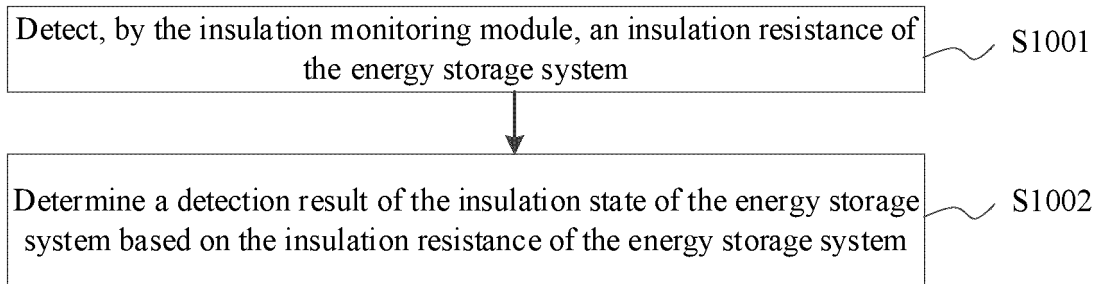 Detect, by the insulation monitoring module, an insulation resistance of
the energy storage system
S1001
Determine a detection result of the insulation state of the energy storage
system based on the insulation resistance of the energy storage system
S1002